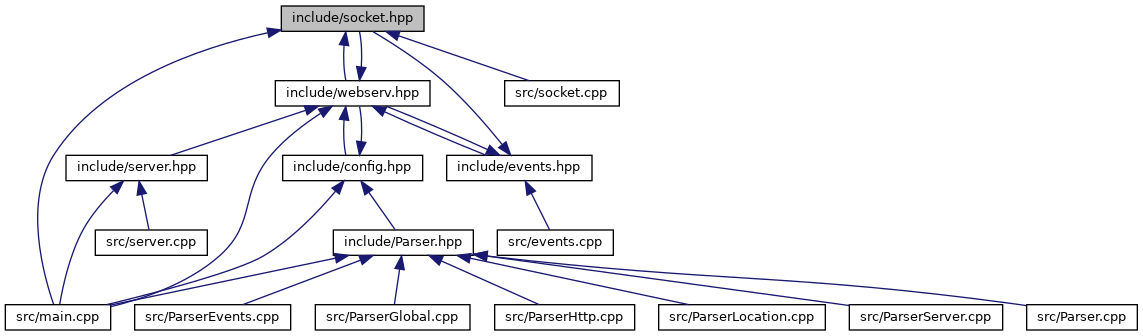 include/socket.hpp
include/webserv.hpp
src/socket.cpp
include/server.hpp
include/config.hpp
include/events.hpp
src/server.cpp
include/Parser.hpp
src/events.cpp
src/main.cpp
src/ParserEvents.cpp
src/ParserGlobal.cpp
src/ParserHttp.cpp
src/ParserLocation.cpp
src/ParserServer.cpp
src/Parser.cpp